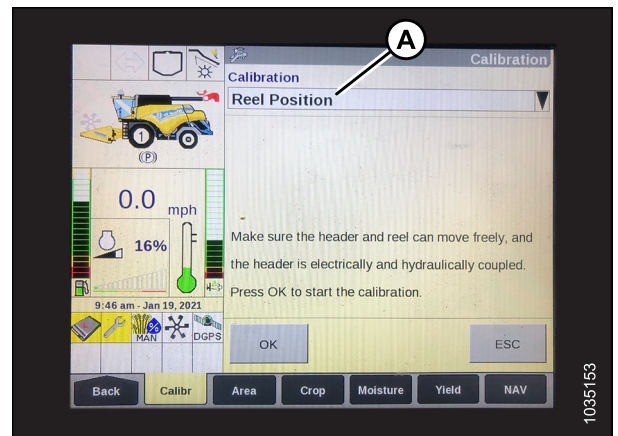 A
Calibration
Calibration
Reel Position
1
(P)
0.0 mph
16%
Make sure the header and reel can move freely, and
the header is electrically and hydraulically coupled.
Press OK to start the calibration.
9:46 am - Jan 19, 2021
% MAN
DGPS
OK
ESC
Back
Calibr
Area
Crop
Moisture
Yield
NAV
1035153